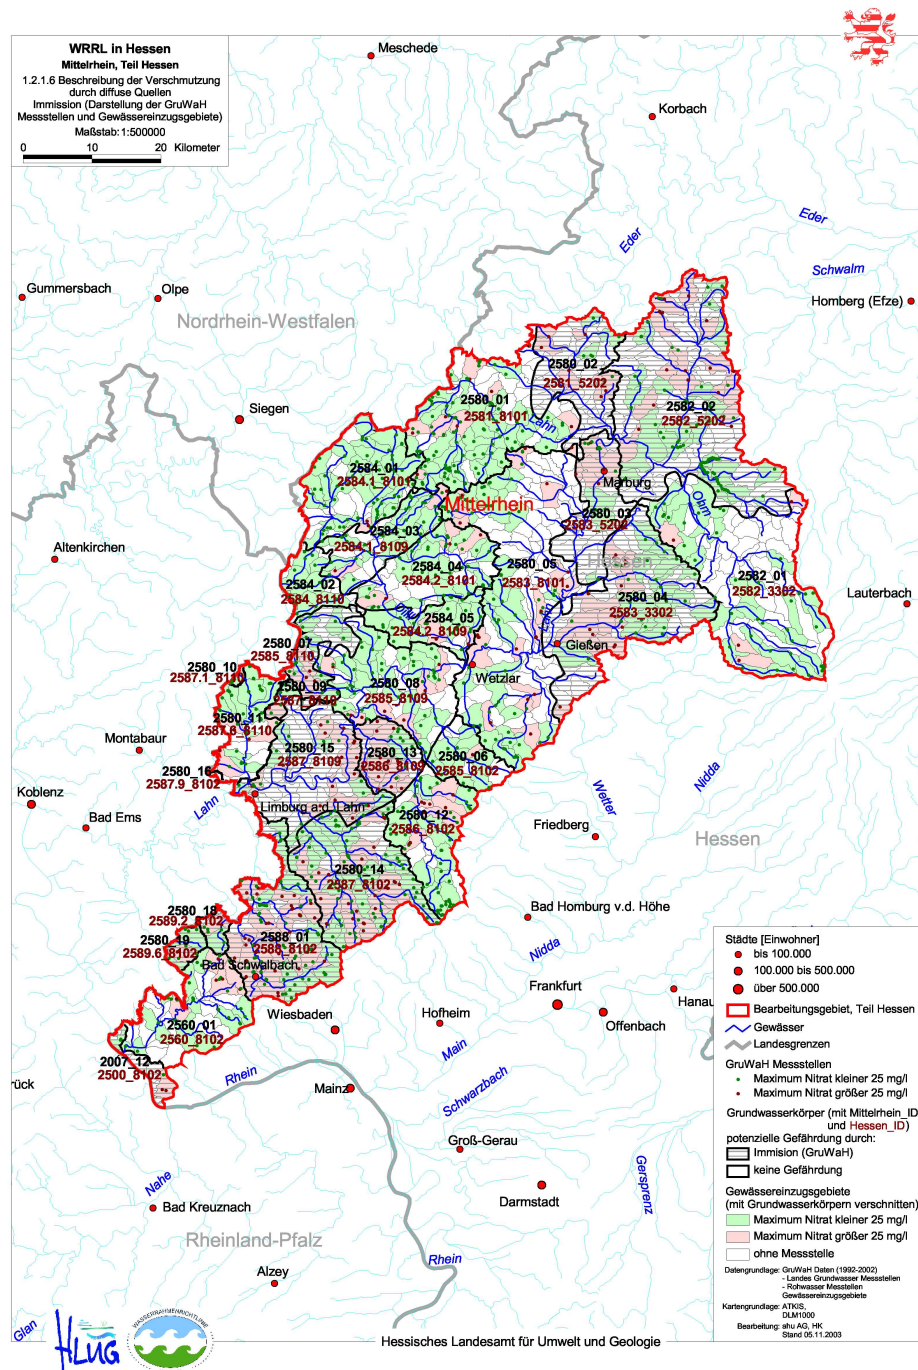 WRRL in Hessen
Mittelrhein, Teil Hessen
1.2.1.6 Beschreibung der Verschmutzung
durch diffuse Quellen
Immission (Darstellung der GruWaH
Messstellen und Gewässereinzugsgebiete)
Maßstab: 1:500000
0 10 20 Kilometer
Meschede
Korbach
Eder
Eder
Schwalm
Gummersbach
Olpe
Homberg (Efze)
Nordrhein-Westfalen
Siegen
2580_02
2581_5202
2580_01
2581_8101
Lahn
2582_02
2582_5202
2584_01
2584.1_8101
Marburg
Mittelrhein
Ohm
2580_03
2583_5202
2584_03
2584.1_8109
Altenkirchen
2584_04
2584.2_8101
2580_05
2583_8101
2582_01
2582_3302
2584_02
2584_8110
2580_04
2583_3302
Lauterbach
Dill
2584_05
2584.2_8109
Lahn
Gießen
2580_07
2585_8110
2580_10
2587.1_8110
Wetzlar
2580_09
2587_8110
2580_08
2585_8109
2580_11
2587.6_8110
Montabaur
2580_15
2587_8109
2580_13
2586_8109
2580_06
2585_8102
2580_16
2587.9_8102
Koblenz
Lahn
Limburg a.d. Lahn
Wetter
Nidda
Bad Ems
2580_12
2586_8102
Friedberg
Hessen
2580_14
2587_8102
2580_18
2589.2_8102
Bad Homburg v.d. Höhe
2580_19
2589.6_8102
2588_01
2588_8102
Nidda
Bad Schwalbach
Frankfurt
Hanau
Wiesbaden
Hofheim
Offenbach
2560_01
2560_8102
Main
2007_12
2500_8102
Rhein
Mainz
rück
Schwarzbach
Groß-Gerau
Gersprenz
Nahe
Darmstadt
Bad Kreuznach
Rheinland-Pfalz
Rhein
Alzey
Glan
Städte [Einwohner]
bis 100.000
100.000 bis 500.000
über 500.000
Bearbeitungsgebiet, Teil Hessen
Gewässer
Landesgrenzen
GruWaH Messstellen
Maximum Nitrat kleiner 25 mg/l
Maximum Nitrat größer 25 mg/l
Grundwasserkörper (mit Mittelrhein_ID
und Hessen_ID)
potenzielle Gefährdung durch:
Immision (GruWaH)
keine Gefährdung
Gewässereinzugsgebiete
(mit Grundwasserkörpern verschnitten)
Maximum Nitrat kleiner 25 mg/l
Maximum Nitrat größer 25 mg/l
ohne Messstelle
Datengrundlage: GruWaH Daten (1992-2002)
- Landes Grundwasser Messstellen
- Rohwasser Messstellen
Gewässereinzugsgebiete
Kartengrundlage: ATKIS,
DLM1000
Bearbeitung: ahu AG, HK
Stand 05.11.2003
HLUG
WASSERRAHMENRICHTLINIE
Hessisches Landesamt für Umwelt und Geologie